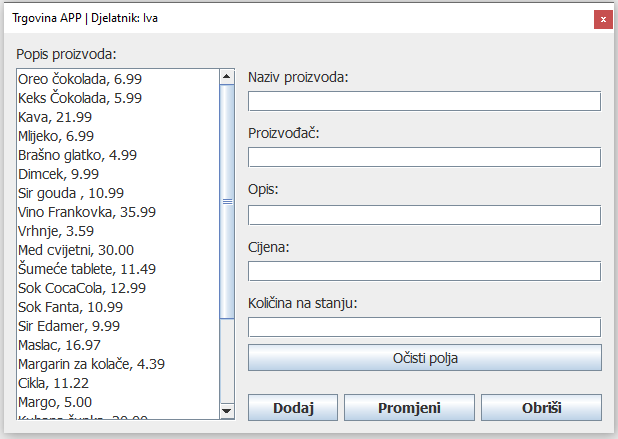 Trgovina APP | Djelatnik: Iva
x
Popis proizvoda:
Oreo čokolada, 6.99
Keks Čokolada, 5.99
Kava, 21.99
Mlijeko, 6.99
Brašno glatko, 4.99
Dimcek, 9.99
Sir gouda , 10.99
Vino Frankovka, 35.99
Vrhnje, 3.59
Med cvijetni, 30.00
Šumeće tablete, 11.49
Sok CocaCola, 12.99
Sok Fanta, 10.99
Sir Edamer, 9.99
Maslac, 16.97
Margarin za kolače, 4.39
Cikla, 11.22
Margo, 5.00
Naziv proizvoda:
Proizvođač:
Opis:
Cijena:
Količina na stanju:
Očisti polja
Dodaj
Promjeni
Obriši